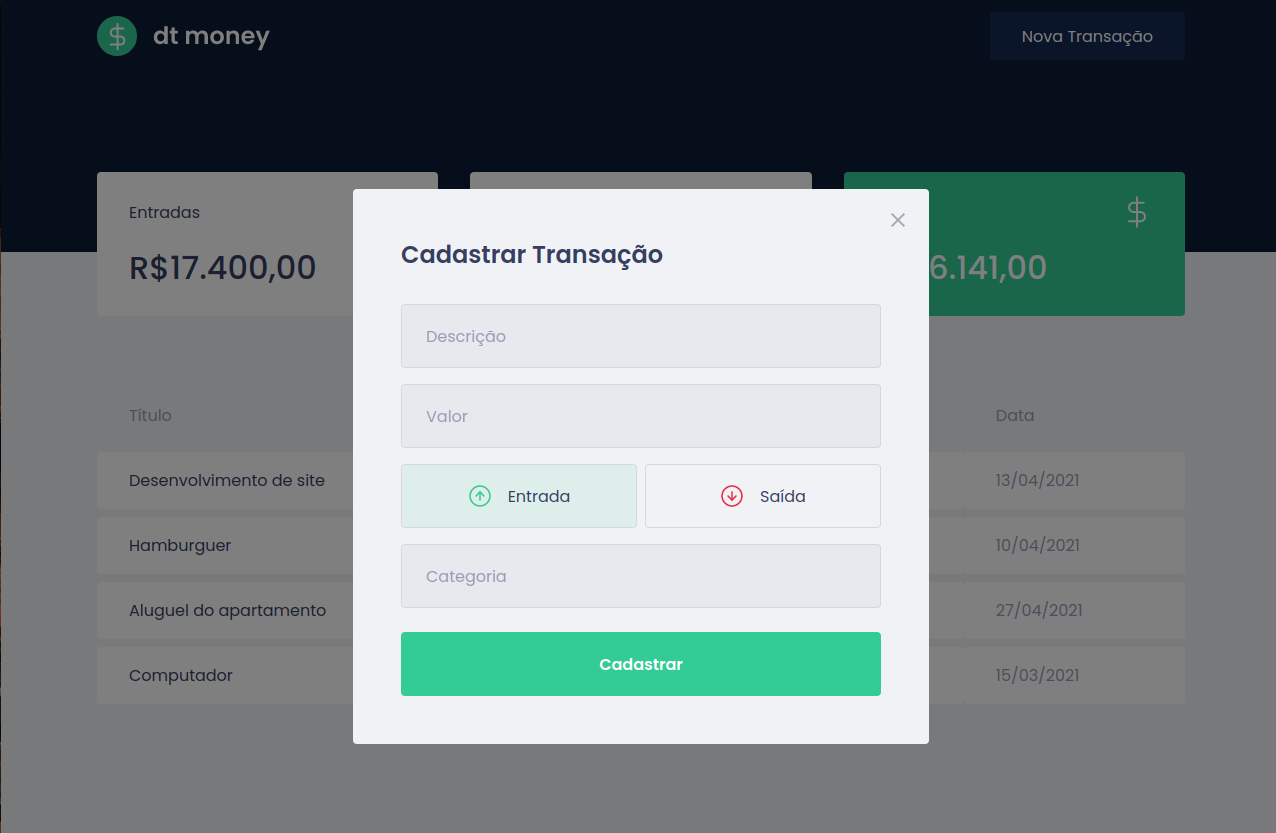 dt money
Nova Transação
Entradas
R$17.400,00
6.141,00
Cadastrar Transação
Descrição
Valor
Entrada
Saída
Categoria
Cadastrar
Título
Data
Desenvolvimento de site
13/04/2021
Hamburguer
10/04/2021
Aluguel do apartamento
27/04/2021
Computador
15/03/2021